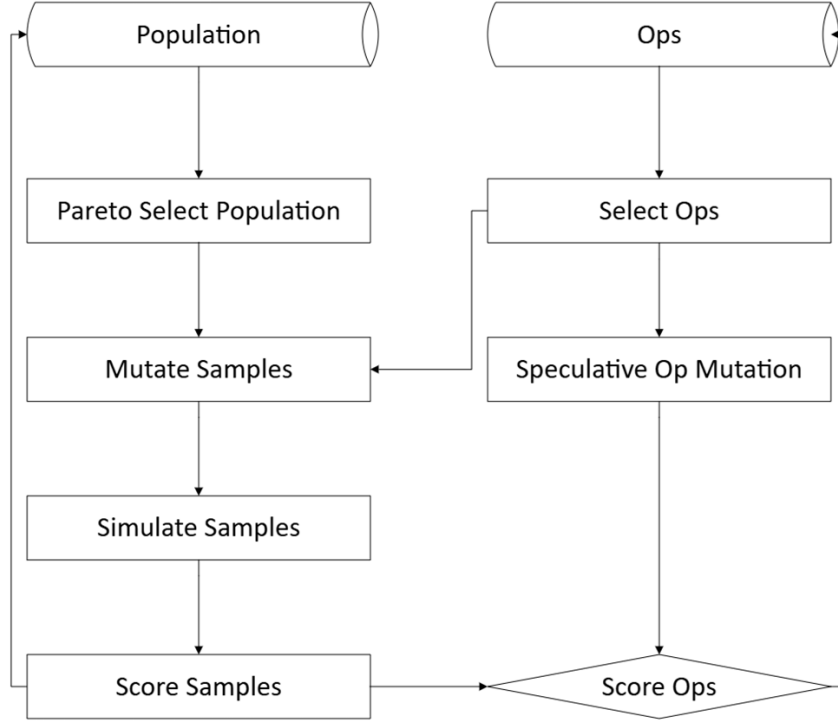 Population
Ops
Pareto Select Population
Select Ops
Mutate Samples
Speculative Op Mutation
Simulate Samples
Score Samples
Score Ops